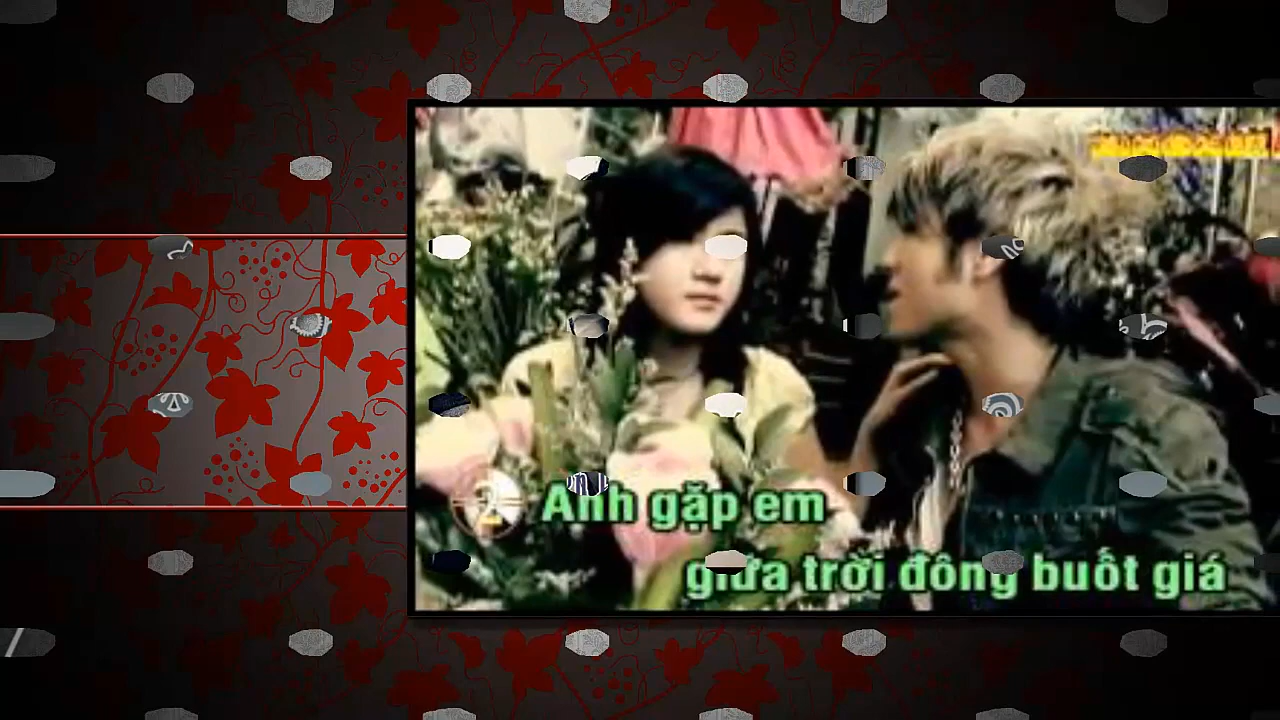 Anh gặp em
giữa trời đông buốt giá